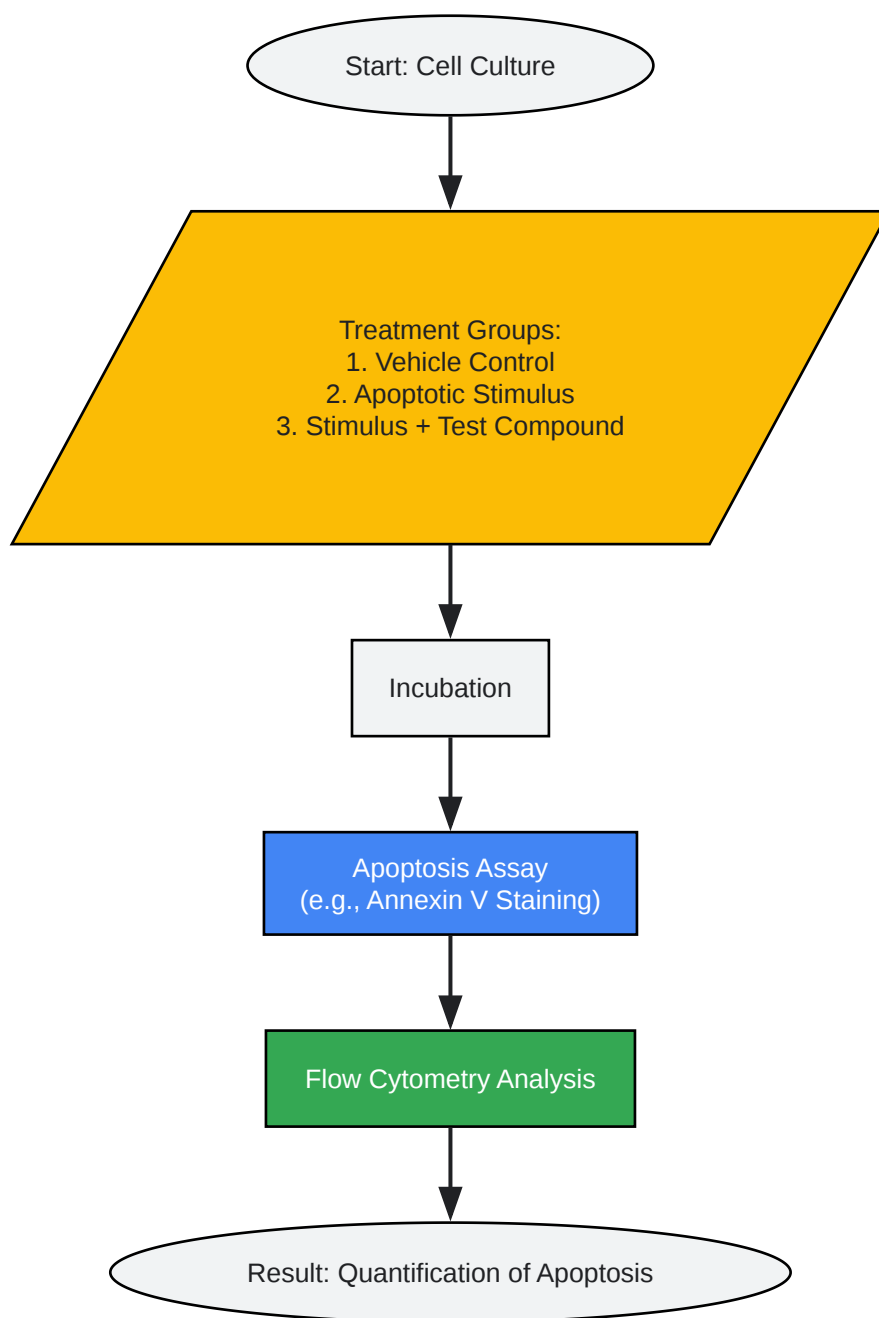 Start: Cell Culture
Treatment Groups:
1. Vehicle Control
2. Apoptotic Stimulus
3. Stimulus + Test Compound
Incubation
Apoptosis Assay
(e.g., Annexin V Staining)
Flow Cytometry Analysis
Result: Quantification of Apoptosis